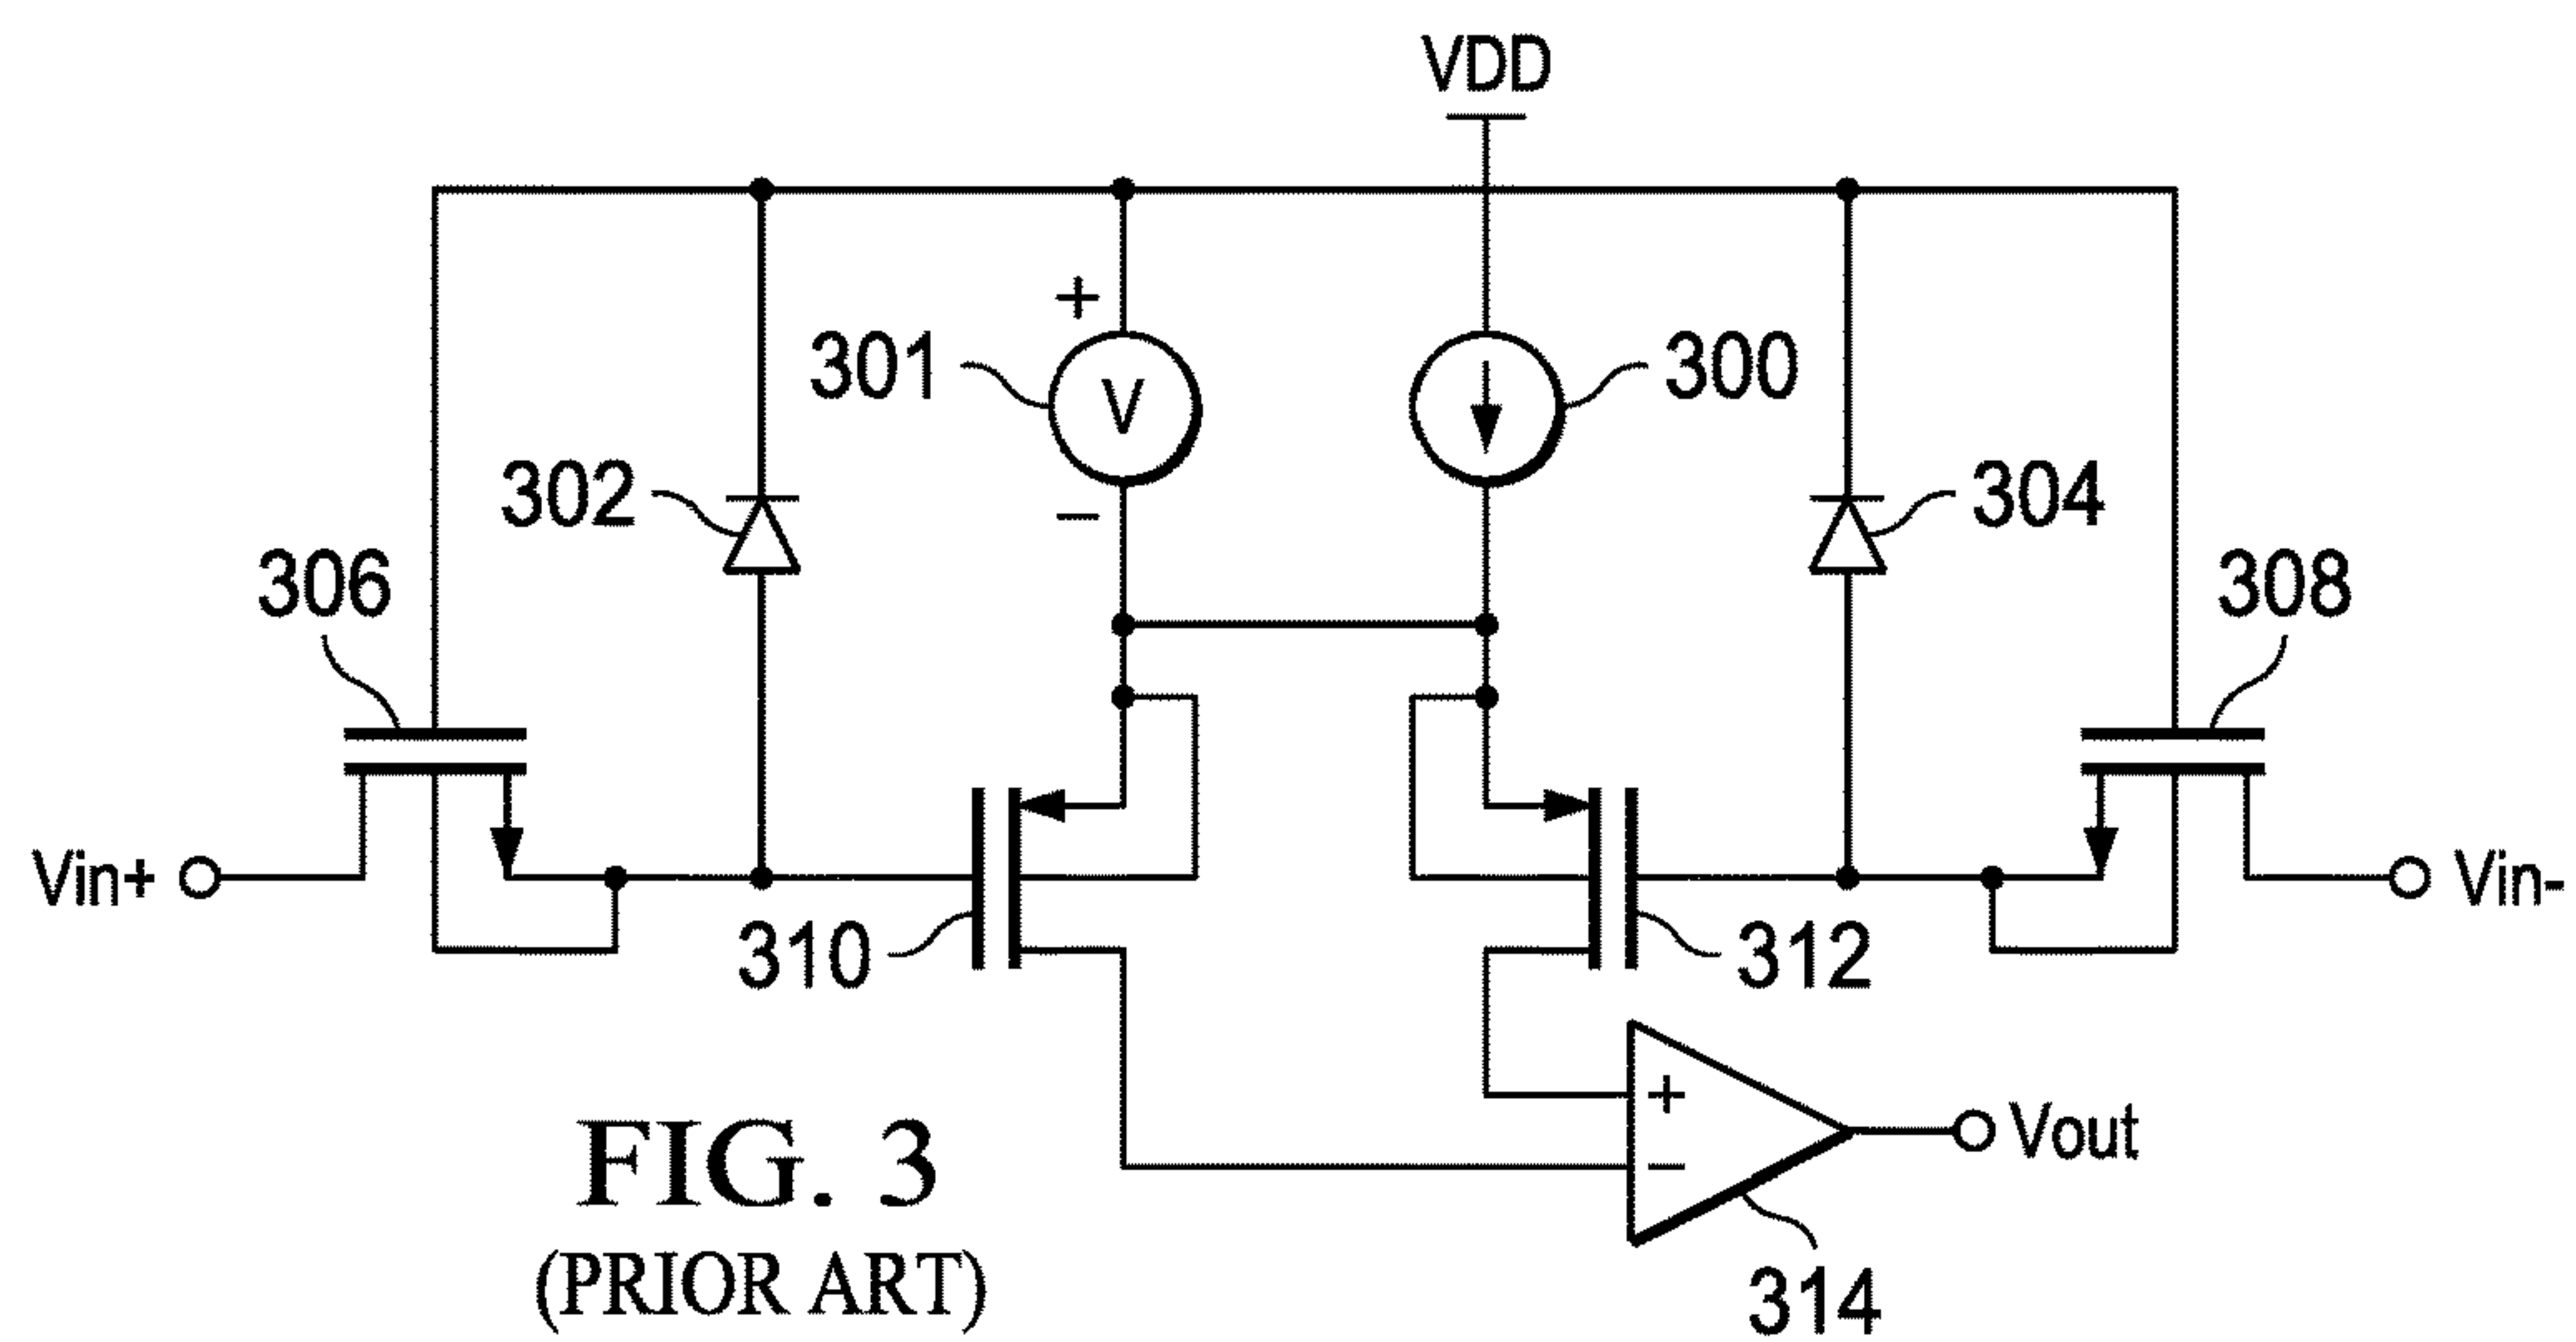 VDD
+
301
V
300
302
−
304
306
308
Vin+
Vin-
310
312
+
−
Vout
314
FIG. 3
(PRIOR ART)